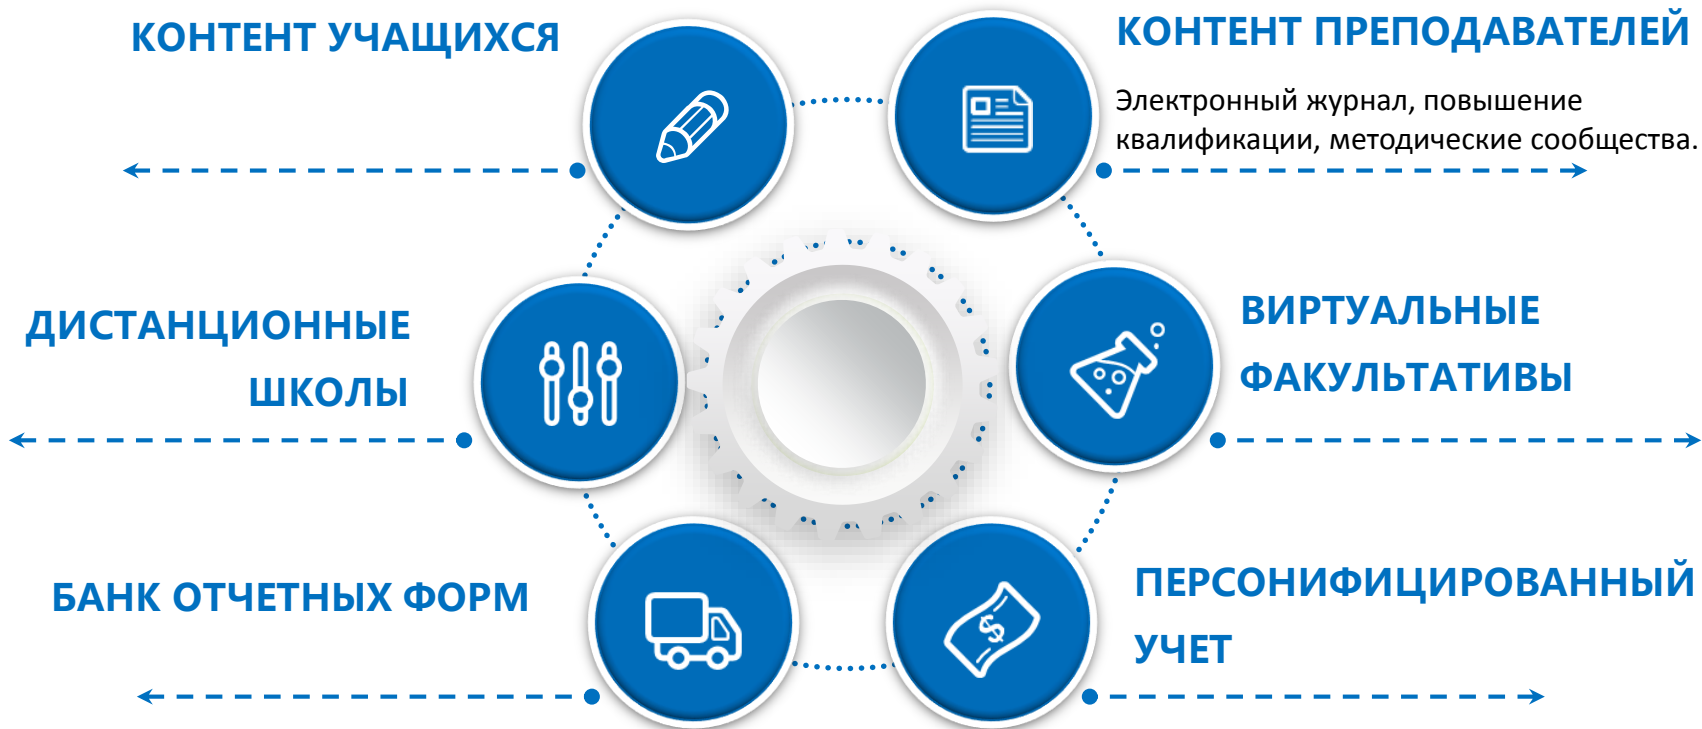 КОНТЕНТ УЧАЩИХСЯ
КОНТЕНТ ПРЕПОДАВАТЕЛЕЙ
Электронный журнал, повышение
квалификации, методические сообщества.
ДИСТАНЦИОННЫЕ
ШКОЛЫ
ВИРТУАЛЬНЫЕ
ФАКУЛЬТАТИВЫ
БАНК ОТЧЕТНЫХ ФОРМ
ПЕРСОНИФИЦИРОВАННЫЙ
УЧЕТ